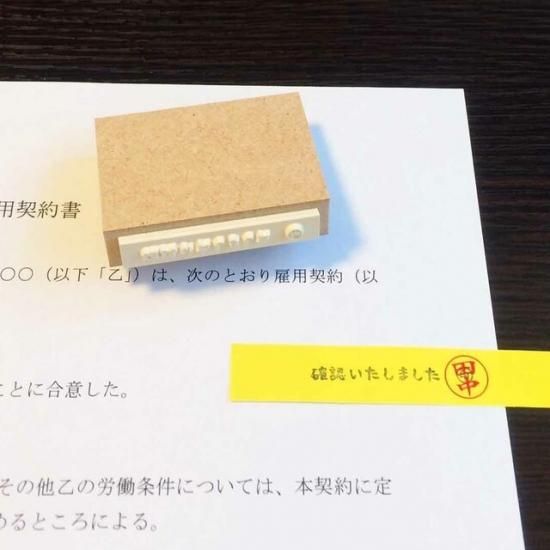 用契約書
○○（以下「乙」）は、次のとおり雇用契約（以
確認いたしました 田中
ことに合意した。
その他乙の労働条件については、本契約に定
めるところによる。